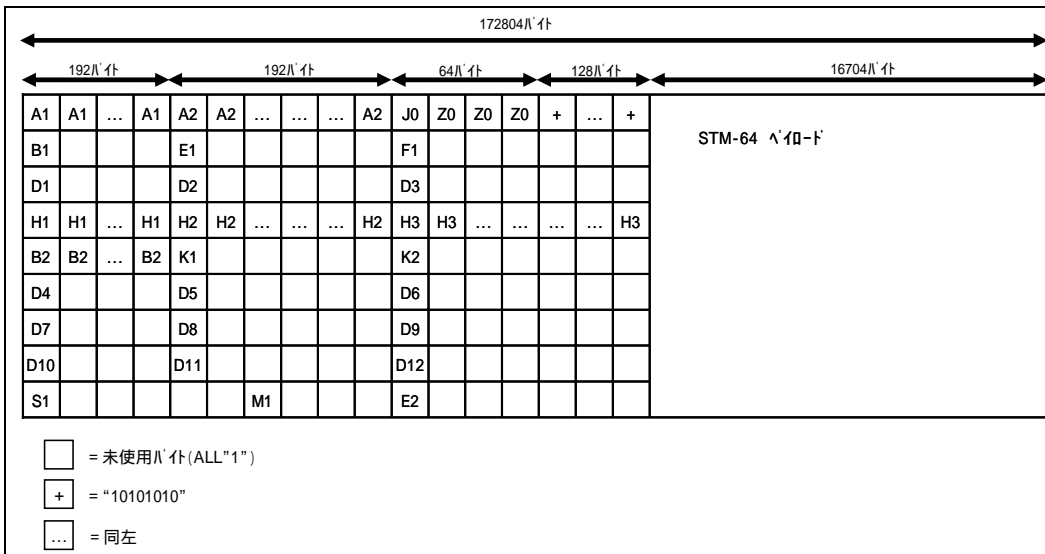 172804バイト
192バイト 192バイト 64バイト 128バイト 16704バイト
A1 A1 … A1 A2 A2 … … … A2 J0 Z0 Z0 Z0 + … +
STM-64 ペイロード
B1 E1 F1
D1 D2 D3
H1 H1 … H1 H2 H2 … … … H2 H3 H3 … … … … H3
B2 B2 … B2 K1 K2
D4 D5 D6
D7 D8 D9
D10 D11 D12
S1 M1 E2
= 未使用バイト(ALL"1")
+ = "10101010"
… = 同左